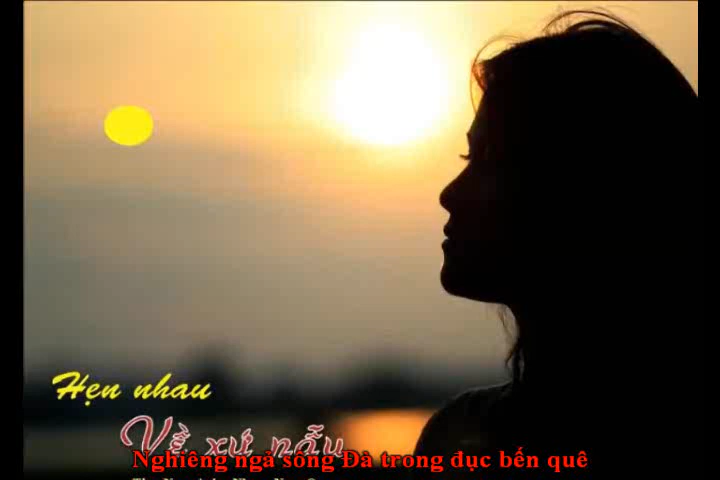 Hẹn nhau
Về xứ nẫu
Nghiêng ngả sông Đà trong đục bến quê